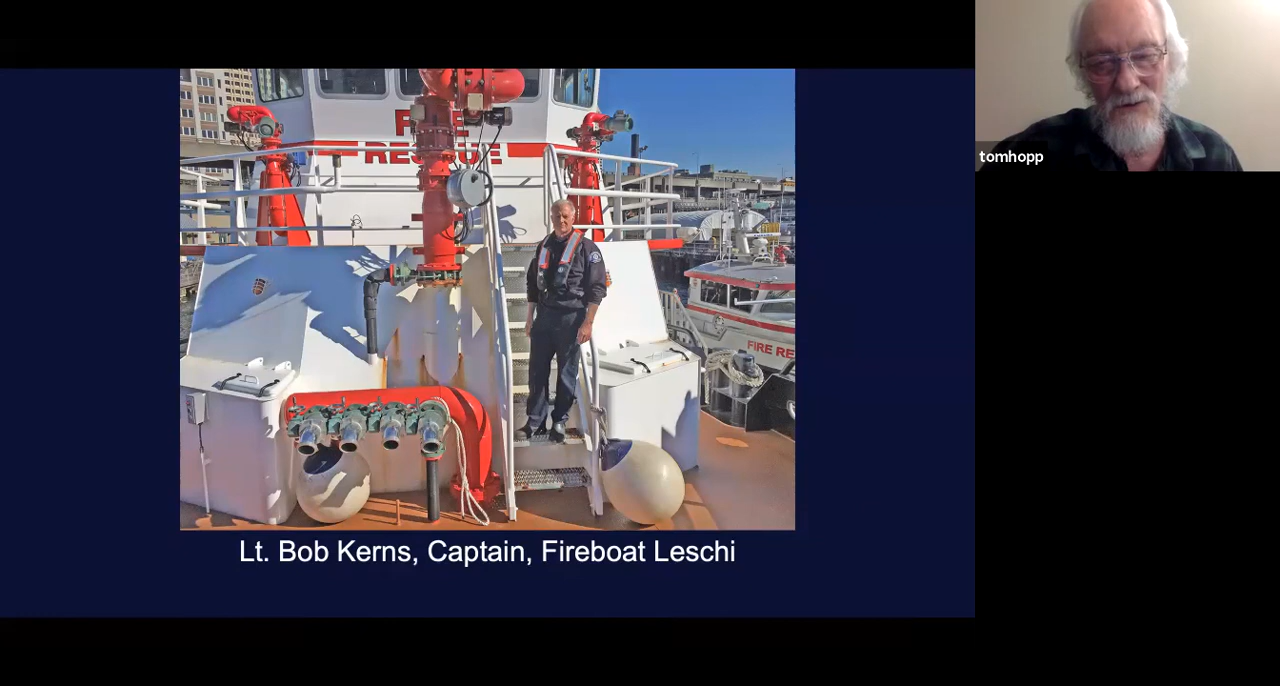 FIRE
RESCUE
FIRE RE
Lt. Bob Kerns, Captain, Fireboat Leschi
tomhopp